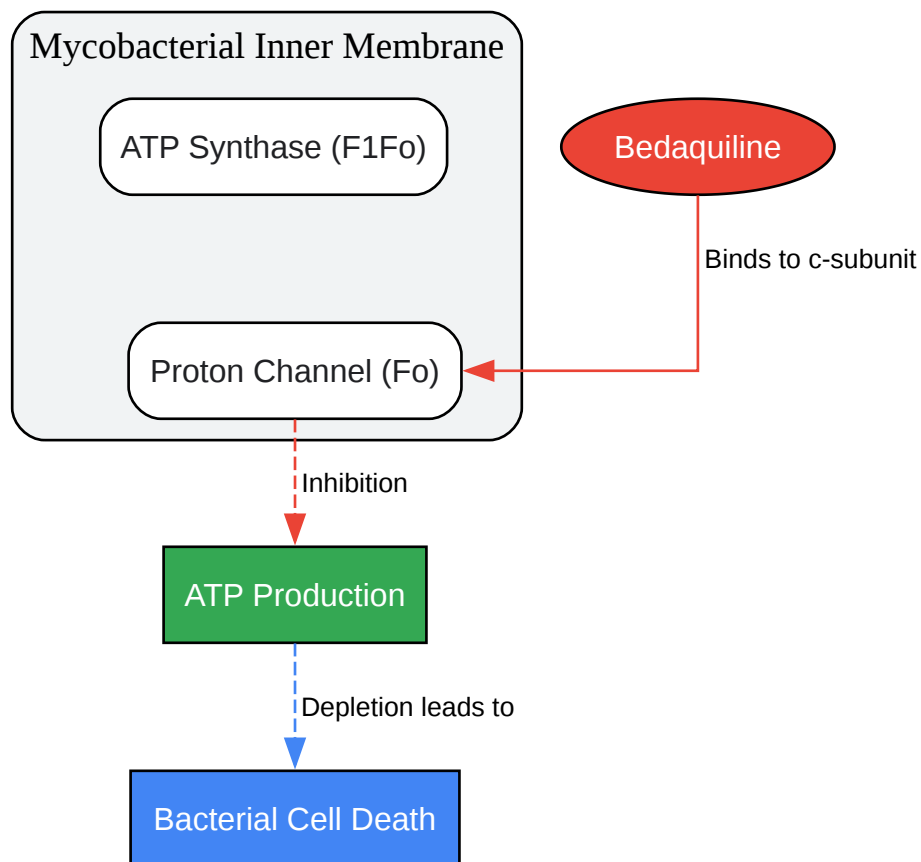 Mycobacterial Inner Membrane
ATP Synthase (F1Fo)
Bedaquiline
Binds to c-subunit
Proton Channel (Fo)
Inhibition
ATP Production
Depletion leads to
Bacterial Cell Death